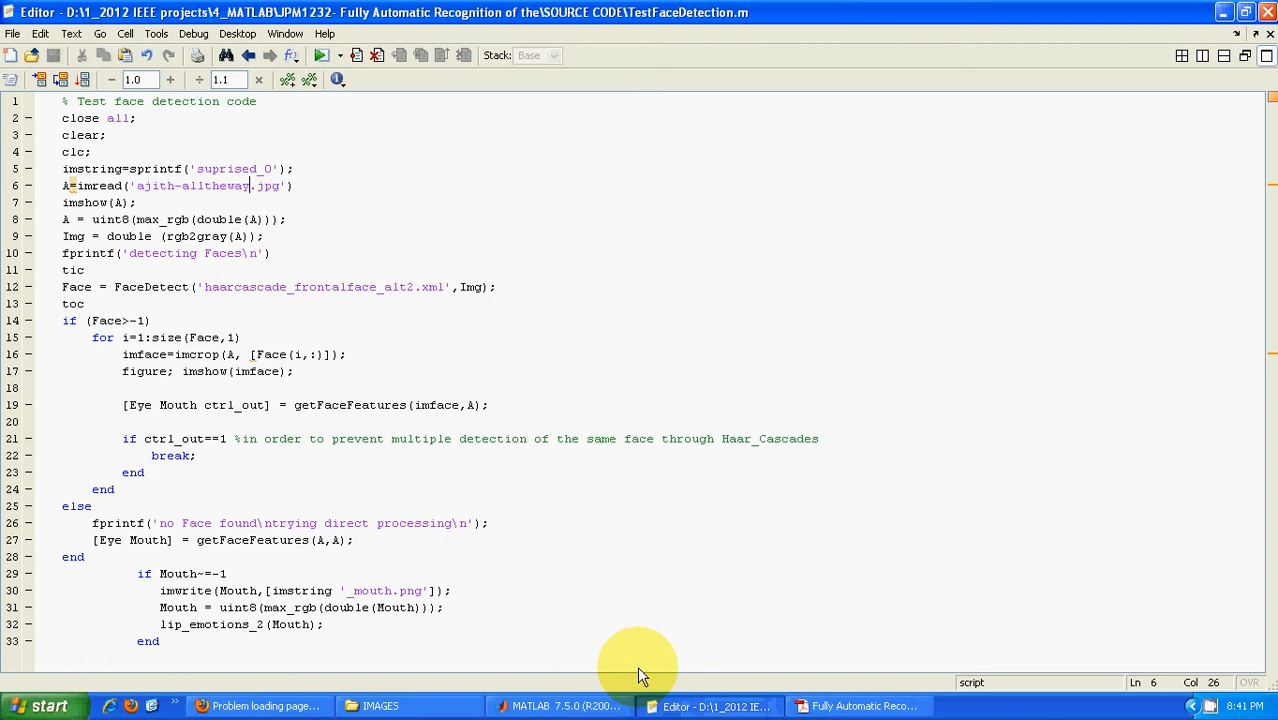 Editor - D:\1_2012 IEEE projects\4_MATLAB\JPM1232- Fully Automatic Recognition of the\SOURCE CODE\TestFaceDetection.m
File Edit Text Go Cell Tools Debug Desktop Window Help
Stack: Base
1.0 1.1
1 % Test face detection code
2 close all;
3 clear;
4 clc;
5 imstring=sprintf('suprised_0');
6 A=imread('ajith-alltheway.jpg')
7 imshow(A);
8 A = uint8(max_rgb(double(A)));
9 Img = double (rgb2gray(A));
10 fprintf('detecting Faces\n')
11 tic
12 Face = FaceDetect('haarcascade_frontalface_alt2.xml',Img);
13 toc
14 if (Face>-1)
15 for i=1:size(Face,1)
16 imface=imcrop(A, [Face(i,:)]);
17 figure; imshow(imface);
18
19 [Eye Mouth ctrl_out] = getFaceFeatures(imface,A);
20
21 if ctrl_out==1 %in order to prevent multiple detection of the same face through Haar_Cascades
22 break;
23 end
24 end
25 else
26 fprintf('no Face found\ntrying direct processing\n');
27 [Eye Mouth] = getFaceFeatures(A,A);
28 end
29 if Mouth~=-1
30 imwrite(Mouth,[imstring '_mouth.png']);
31 Mouth = uint8(max_rgb(double(Mouth)));
32 lip_emotions_2(Mouth);
33 end
script Ln 6 Col 26 OVR
start Problem loading page... IMAGES MATLAB 7.5.0 (R200... Editor - D:\1_2012 IE... Fully Automatic Reco... 8:41 PM